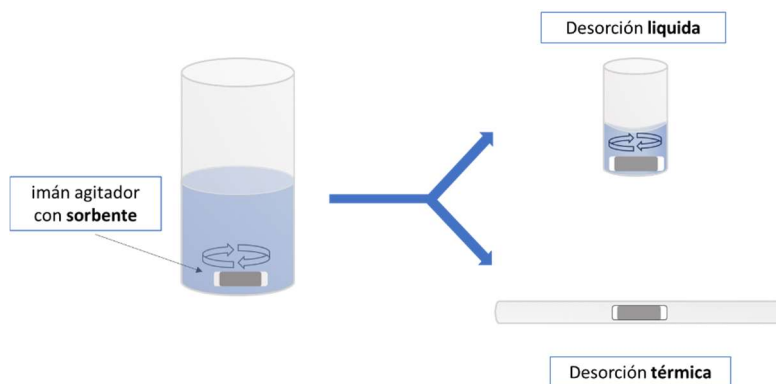 Desorción liquida
imán agitador
con sorbente
Desorción térmica